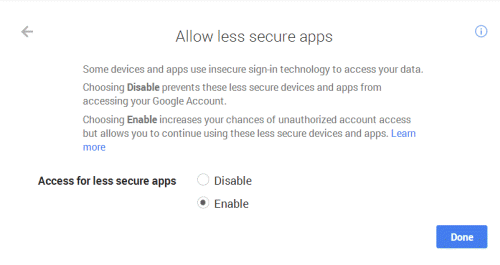 Allow less secure apps
Some devices and apps use insecure sign-in technology to access your data.
Choosing Disable prevents these less secure devices and apps from
accessing your Google Account.
Choosing Enable increases your chances of unauthorized account access
but allows you to continue using these less secure devices and apps. Learn
more
Access for less secure apps
Disable
Enable
Done